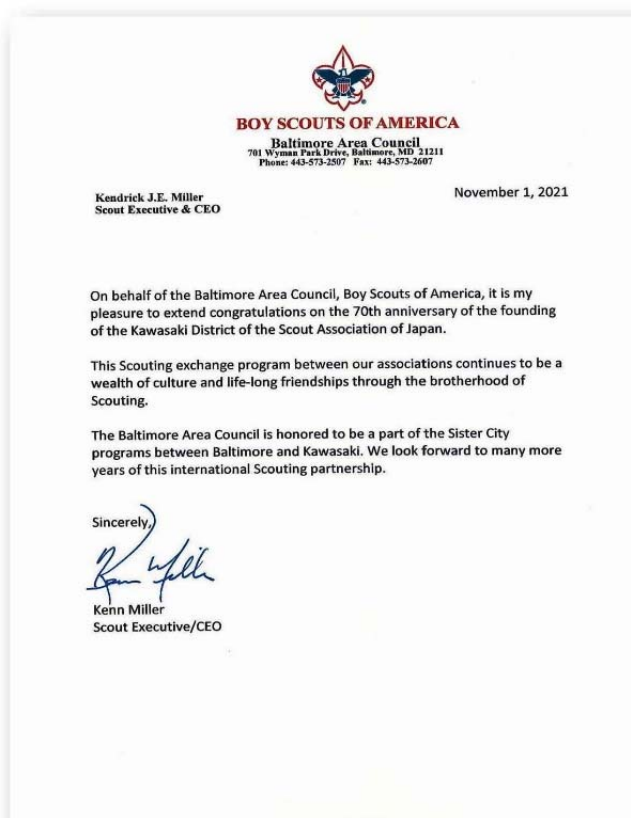 BOY SCOUTS OF AMERICA
Baltimore Area Council
701 Wyman Park Drive, Baltimore, MD 21211
Phone: 443-573-2507 Fax: 443-573-2607
Kendrick J.E. Miller
Scout Executive & CEO
November 1, 2021
On behalf of the Baltimore Area Council, Boy Scouts of America, it is my
pleasure to extend congratulations on the 70th anniversary of the founding
of the Kawasaki District of the Scout Association of Japan.
This Scouting exchange program between our associations continues to be a
wealth of culture and life-long friendships through the brotherhood of
Scouting.
The Baltimore Area Council is honored to be a part of the Sister City
programs between Baltimore and Kawasaki. We look forward to many more
years of this international Scouting partnership.
Sincerely,
Kenn Miller
Kenn Miller
Scout Executive/CEO